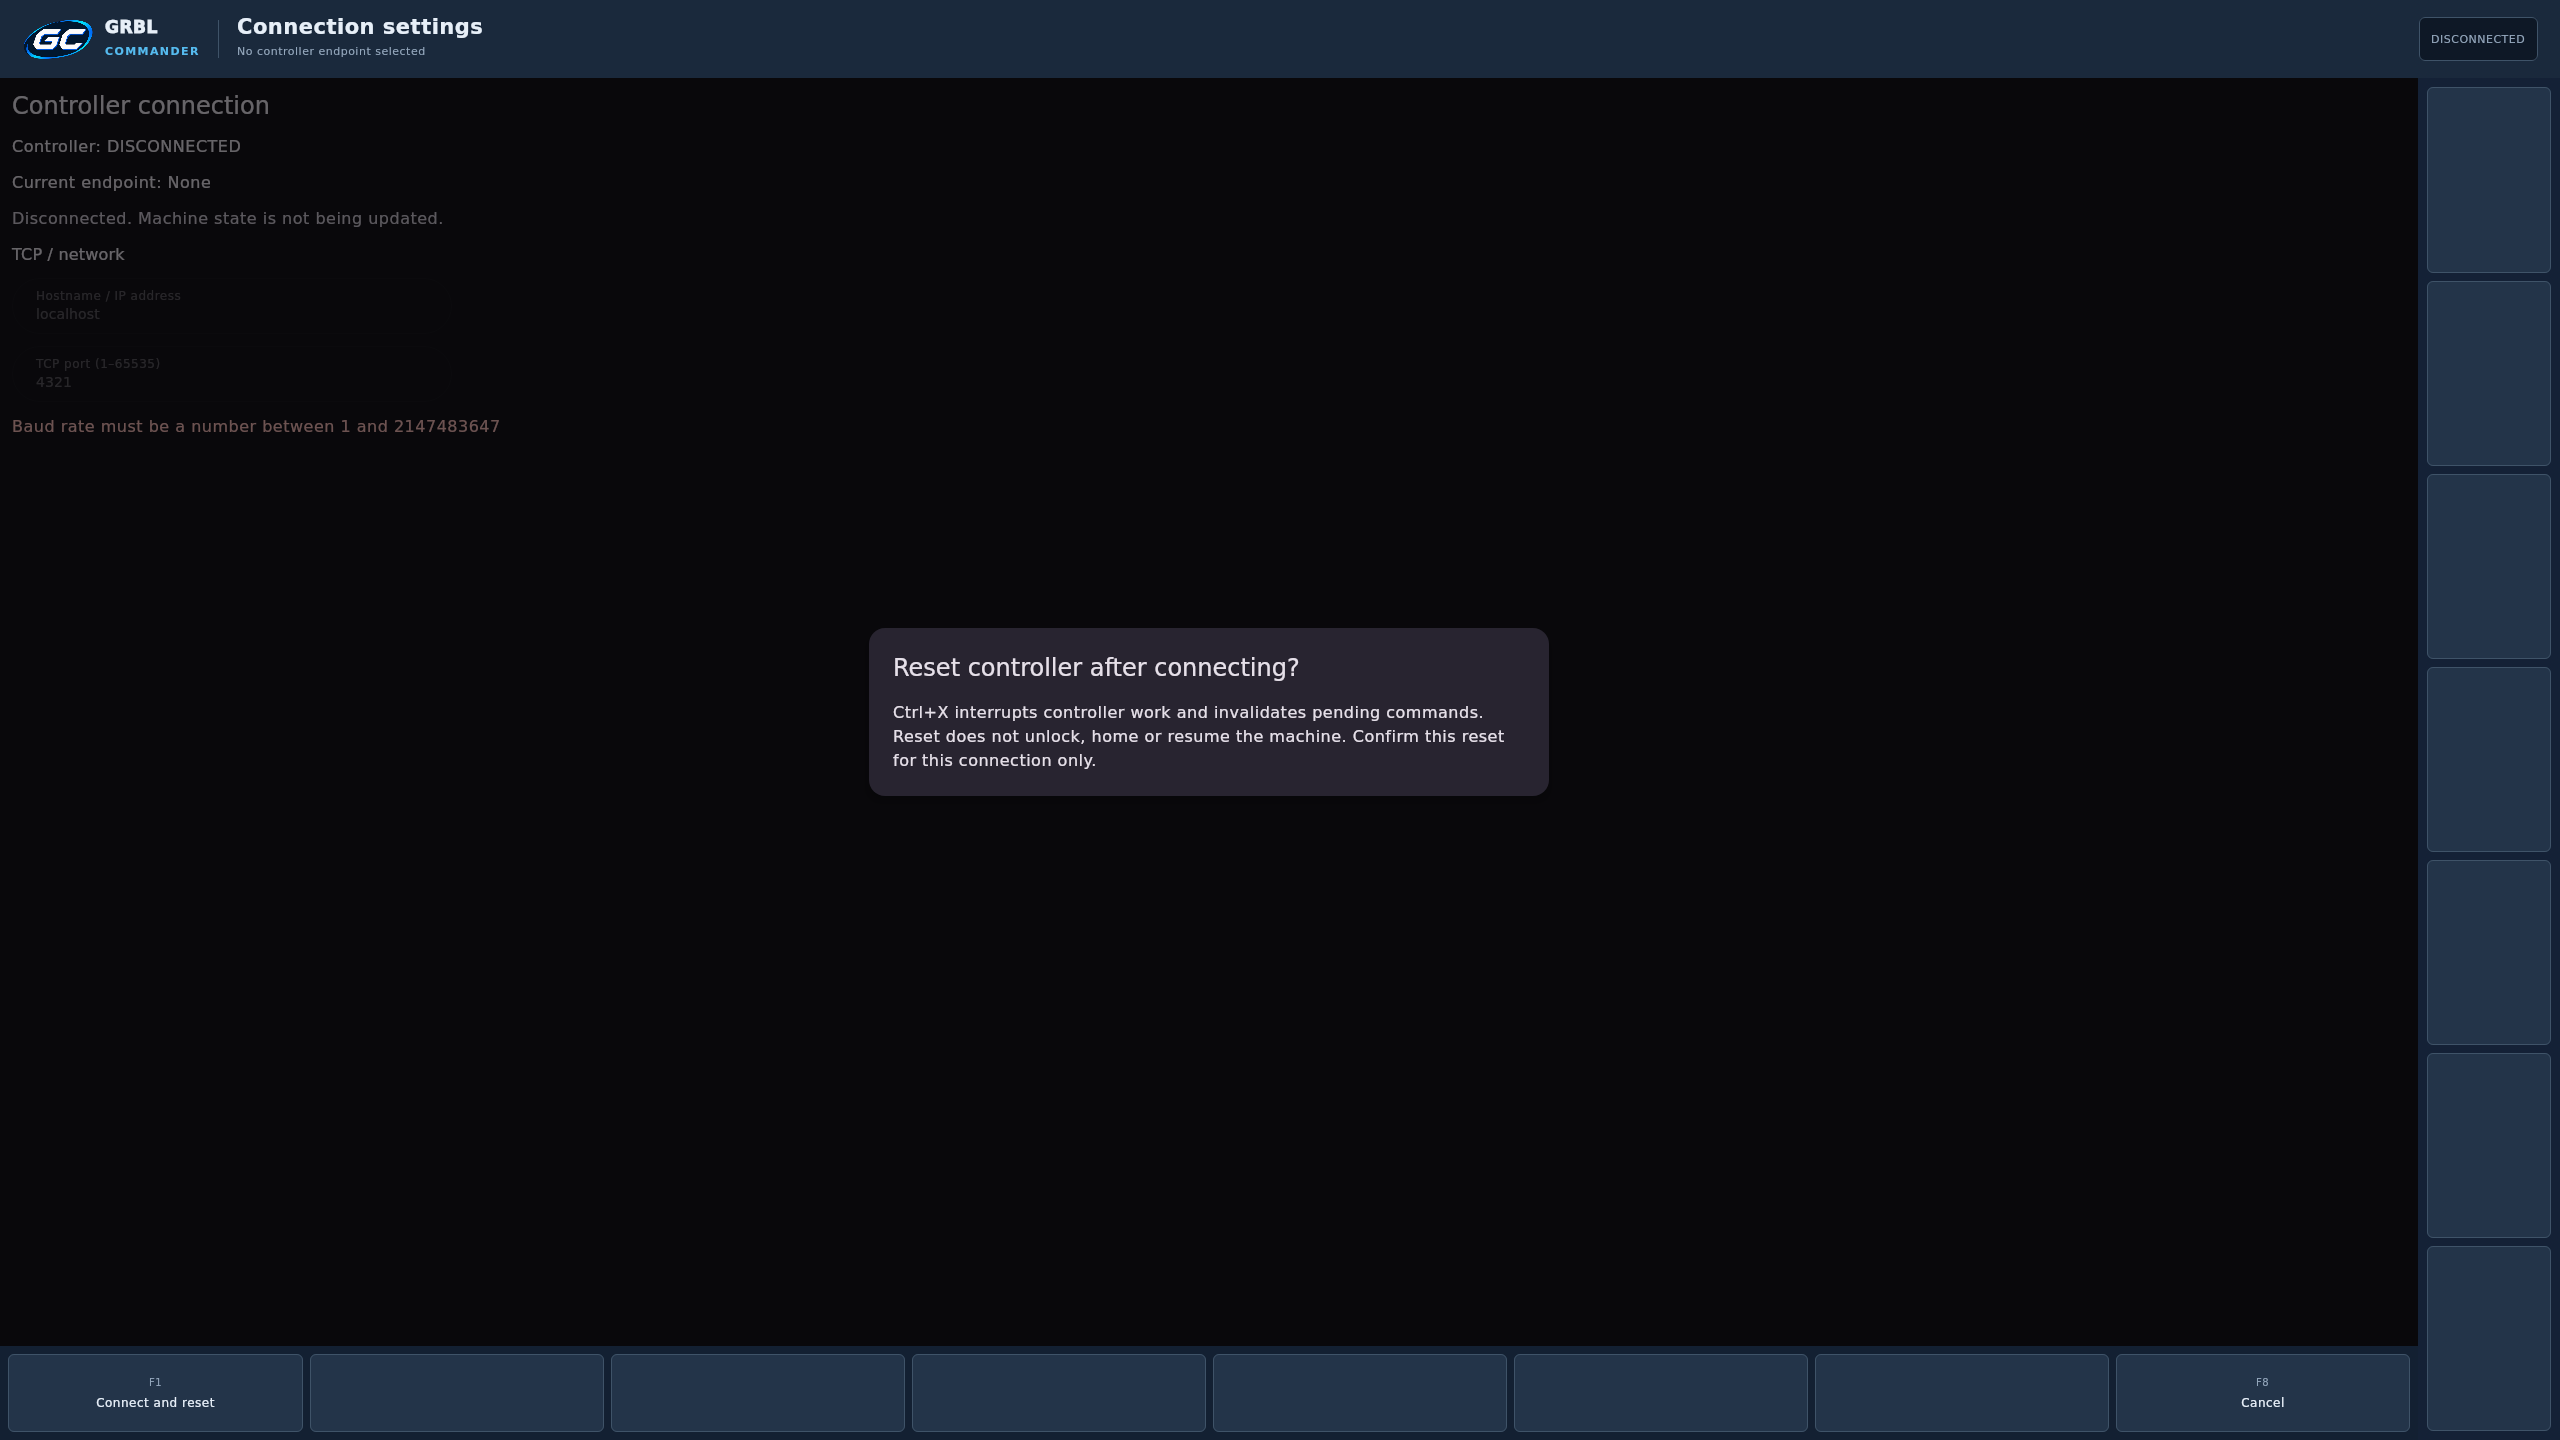 GC
GRBL
COMMANDER
Connection settings
No controller endpoint selected
DISCONNECTED
Controller connection
Controller: DISCONNECTED
Current endpoint: None
Disconnected. Machine state is not being updated.
TCP / network
Hostname / IP address
localhost
TCP port (1–65535)
4321
Baud rate must be a number between 1 and 2147483647
Reset controller after connecting?
Ctrl+X interrupts controller work and invalidates pending commands.
Reset does not unlock, home or resume the machine. Confirm this reset
for this connection only.
F1
Connect and reset
F8
Cancel